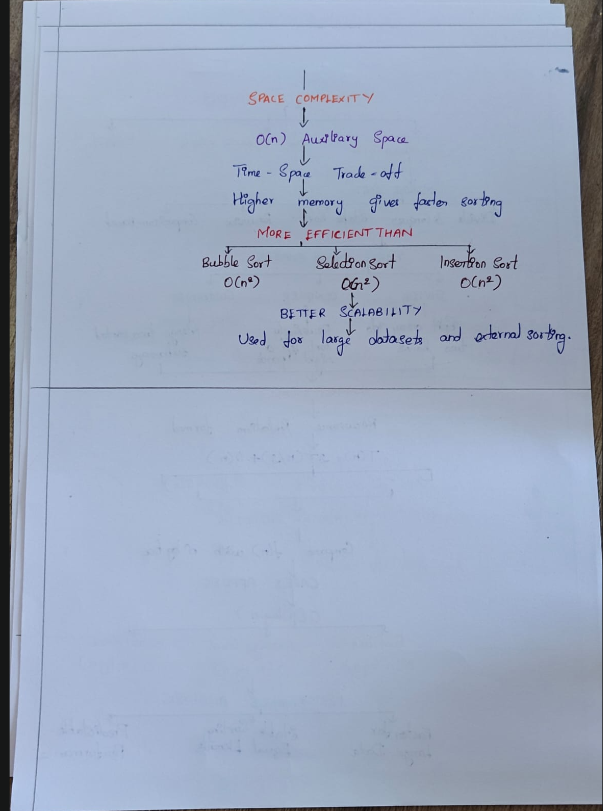 SPACE COMPLEXITY
O(n) Auxiliary Space
Time - Space Trade-off
Higher memory gives faster sorting
MORE EFFICIENT THAN
Bubble Sort Selection Sort Insertion Sort
O(n²) O(n²) O(n²)
BETTER SCALABILITY
Used for large datasets and external sorting.